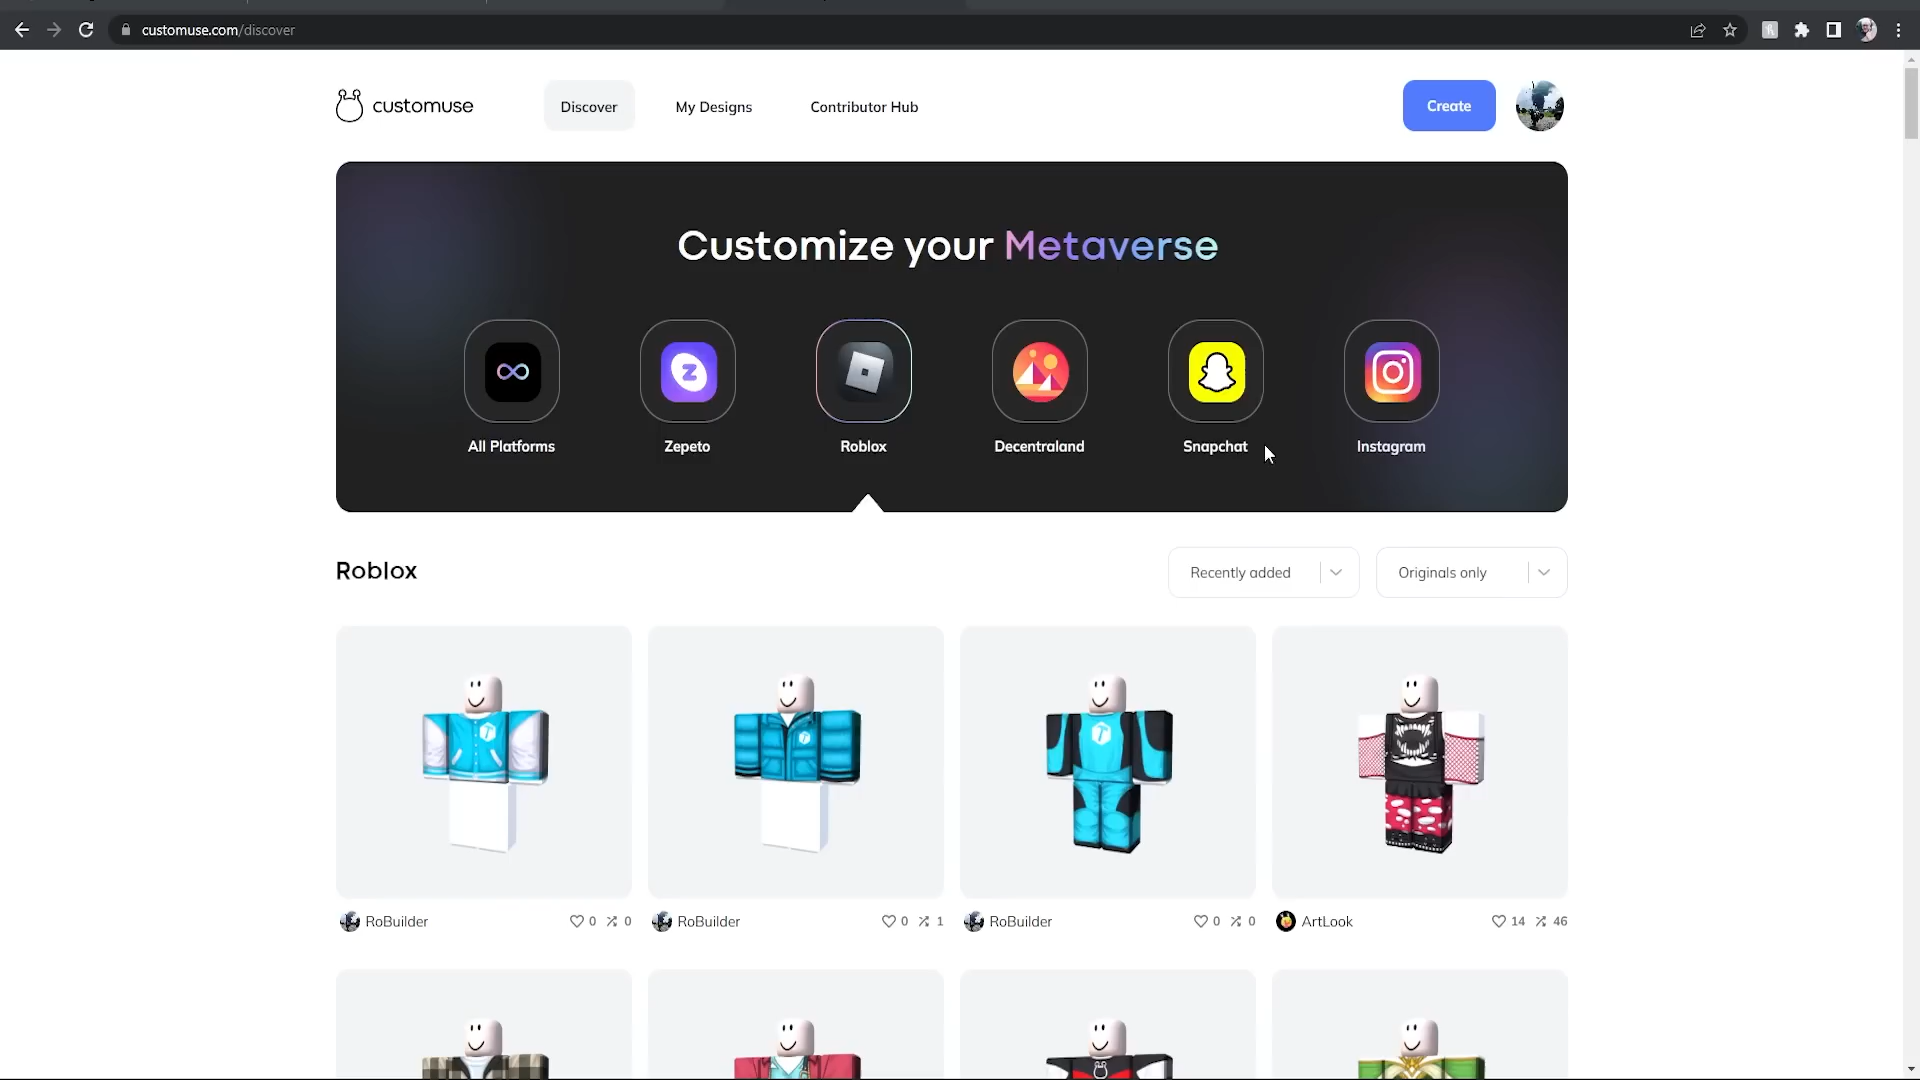 customuse.com/discover
customuse
Discover
My Designs
Contributor Hub
Create
Customize your Metaverse
All Platforms
Zepeto
Roblox
Decentraland
Snapchat
Instagram
Roblox
Recently added
Originals only
RoBuilder
0
0
RoBuilder
0
1
RoBuilder
0
0
ArtLook
14
46